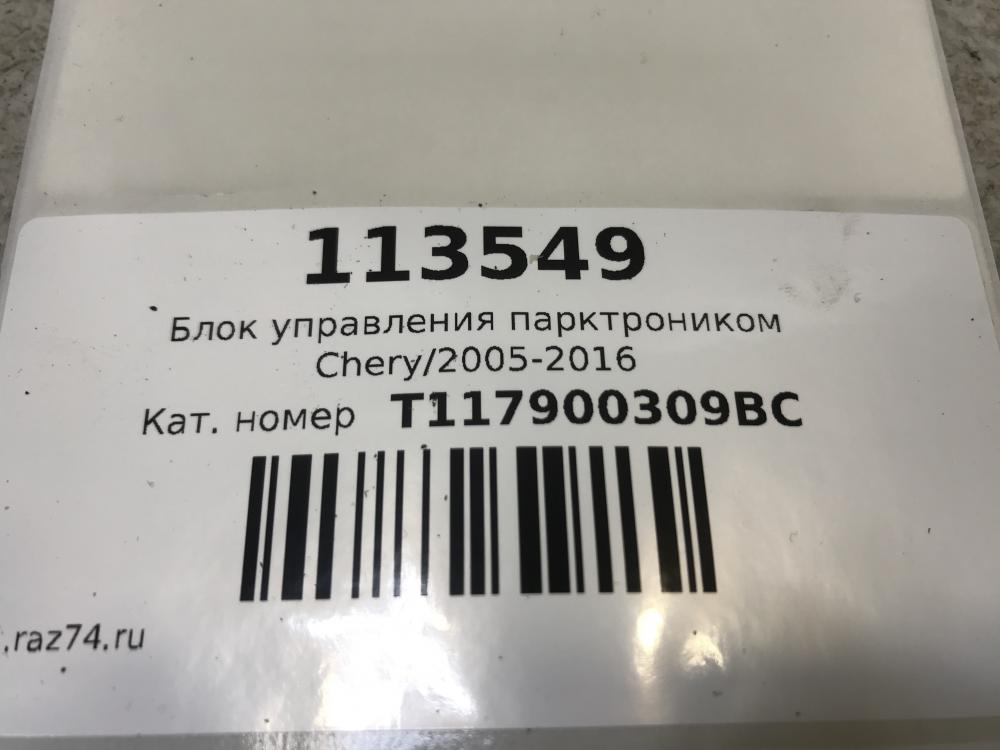 113549
Блок управления парктроником
Chery/2005-2016
Кат. номер T117900309BC
.raz74.ru